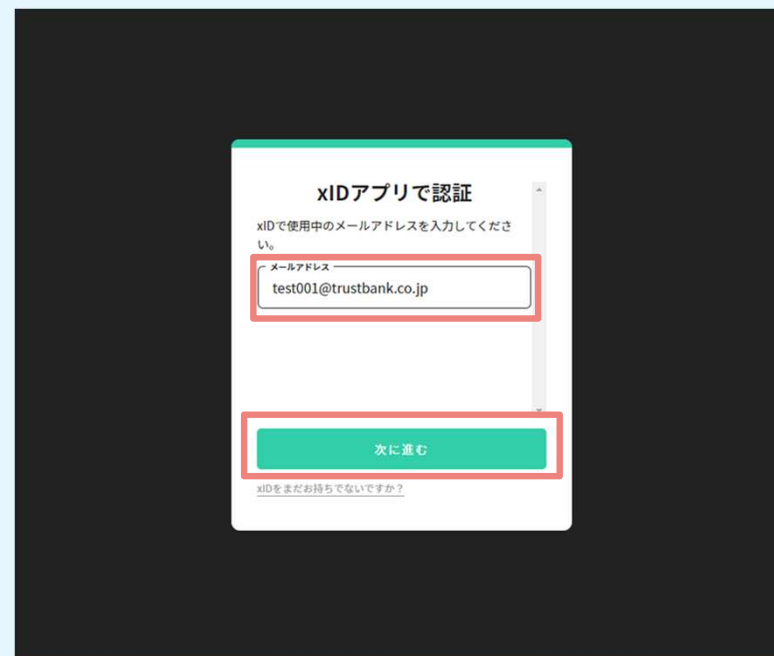 xIDアプリで認証
xIDで使用中のメールアドレスを入力してくださ
い。
メールアドレス
test001@trustbank.co.jp
次に進む
xIDをまだお持ちでないですか？